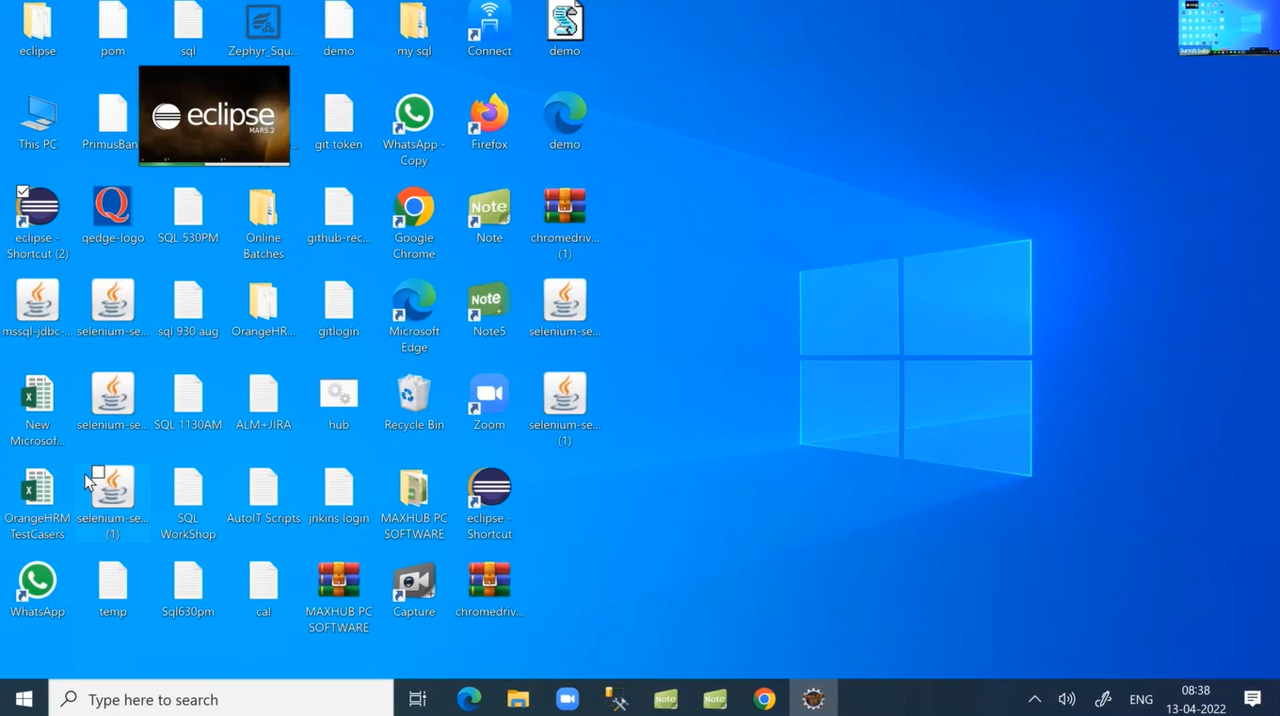 eclipse
pom
sql
Zephyr_Squ...
demo
my sql
Connect
demo
Suresh babu
This PC
PrimusBan
eclipse
MARS.2
git token
WhatsApp -
Copy
Firefox
demo
eclipse -
Shortcut (2)
Q
qedge-logo
SQL 530PM
Online
Batches
github-rec...
Google
Chrome
Note
Note
chromedriv...
(1)
mssql-jdbc-...
selenium-se...
sql 930 aug
OrangeHR...
gitlogin
Microsoft
Edge
Note
Note5
selenium-se...
New
Microsof...
selenium-se...
SQL 1130AM
ALM+JIRA
hub
Recycle Bin
Zoom
selenium-se...
(1)
OrangeHRM
TestCasers
selenium-se...
(1)
SQL
WorkShop
AutoIT Scripts
jnkins login
MAXHUB PC
SOFTWARE
eclipse -
Shortcut
WhatsApp
temp
Sql630pm
cal
MAXHUB PC
SOFTWARE
Capture
chromedriv...
Type here to search
Note
Note
ENG
08:38
13-04-2022